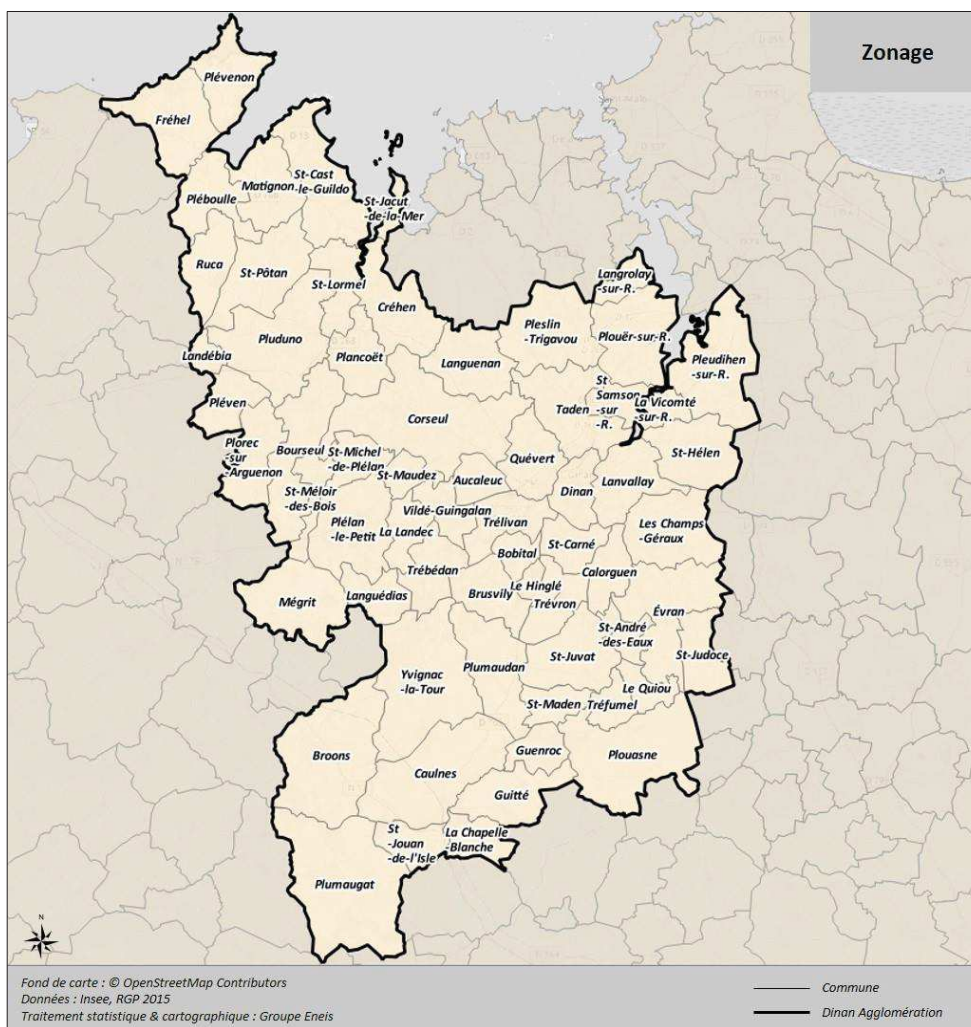 Zonage
Plévenon
Fréhel
St-Cast
-le-Guildo
Matignon
Pléboulle
St-Jacut
-de-la-Mer
Ruca
St-Pôtan
St-Lormel
Langrolay
-sur-R.
Créhen
Pleslin
-Trigavou
Plouër-sur-R.
Pluduno
Landébia
Plancoët
Languenan
Pleudihen
-sur-R.
Pléven
St
Samson
-sur
-R.
La Vicomté
-sur-R.
Taden
Corseul
Plorec
-sur
-Arguenon
Bourseul
St-Michel
-de-Plélan
St-Maudez
Quévert
St-Hélen
Aucaleuc
Dinan
Lanvallay
St-Méloir
-des-Bois
Vildé-Guingalan
Plélan
-le-Petit
La Landec
Trélivan
Les Champs
-Géraux
St-Carné
Bobital
Trébédan
Calorguen
Le Hinglé
Mégrit
Languédias
Brusvily
Trévron
Évran
St-André
-des-Eaux
St-Juvat
St-Judoce
Yvignac
-la-Tour
Plumaudan
Le Quiou
St-Maden
Tréfumel
Broons
Guenroc
Plouasne
Caulnes
Guitté
St
-Jouan
-de-l'Isle
La Chapelle
-Blanche
Plumaugat
N
Fond de carte : © OpenStreetMap Contributors
Données : Insee, RGP 2015
Traitement statistique & cartographique : Groupe Eneis
Commune
Dinan Agglomération